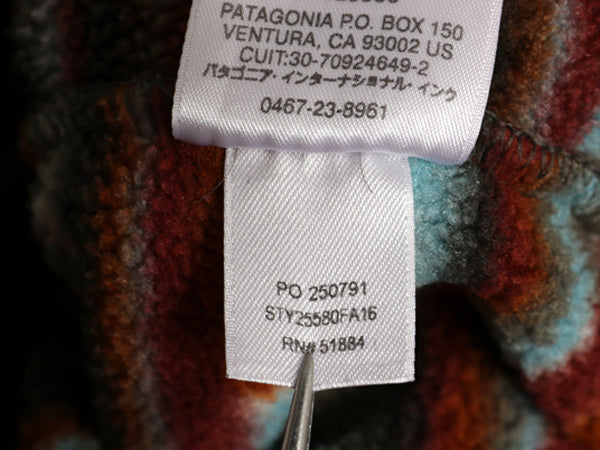 PATAGONIA P.O. BOX 150
VENTURA, CA 93002 US
CUIT:30-70924649-2
パタゴニア・インターナショナル・インク
0467-23-8961
PO 250791
STY25580FA16
RN# 51884